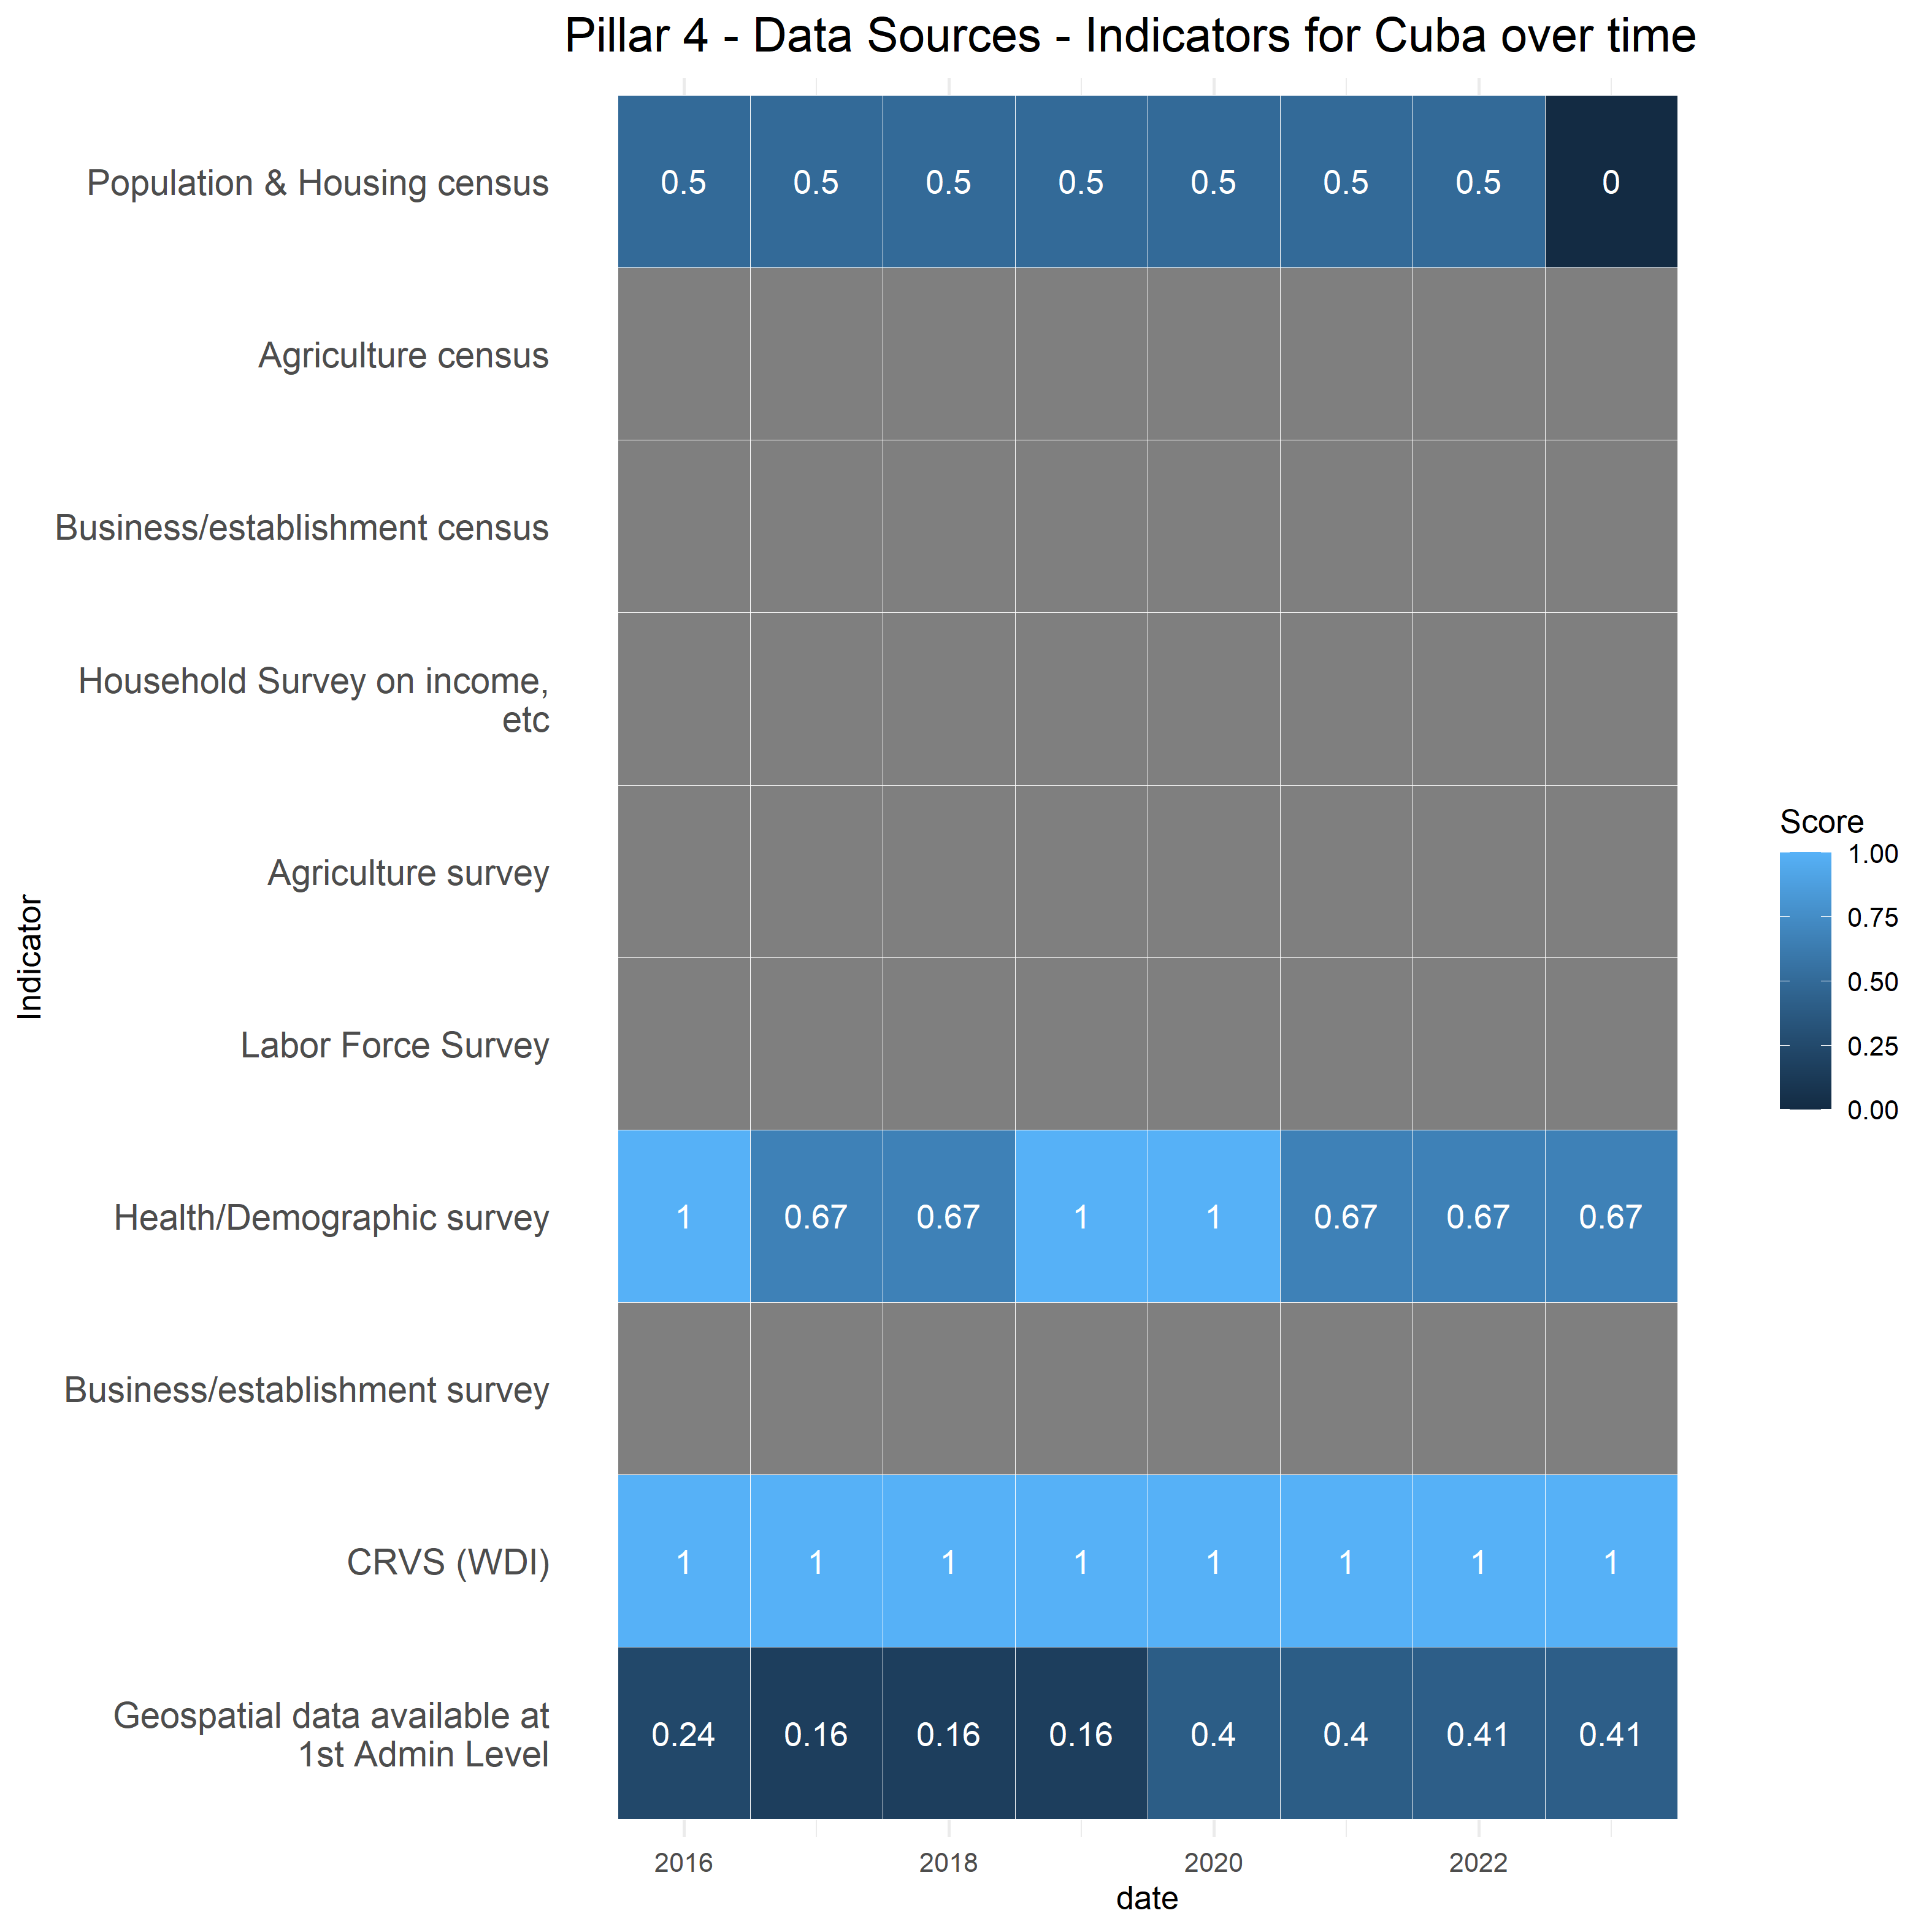 Pillar 4 - Data Sources - Indicators for Cuba over time
Population & Housing census
0.5 0.5 0.5 0.5 0.5 0.5 0.5 0
Agriculture census
Business/establishment census
Household Survey on income,
etc
Agriculture survey
Labor Force Survey
Health/Demographic survey
1 0.67 0.67 1 1 0.67 0.67 0.67
Business/establishment survey
CRVS (WDI)
1 1 1 1 1 1 1 1
Geospatial data available at
1st Admin Level
0.24 0.16 0.16 0.16 0.4 0.4 0.41 0.41
2016 2018 2020 2022
date
Indicator
Score
1.00
0.75
0.50
0.25
0.00